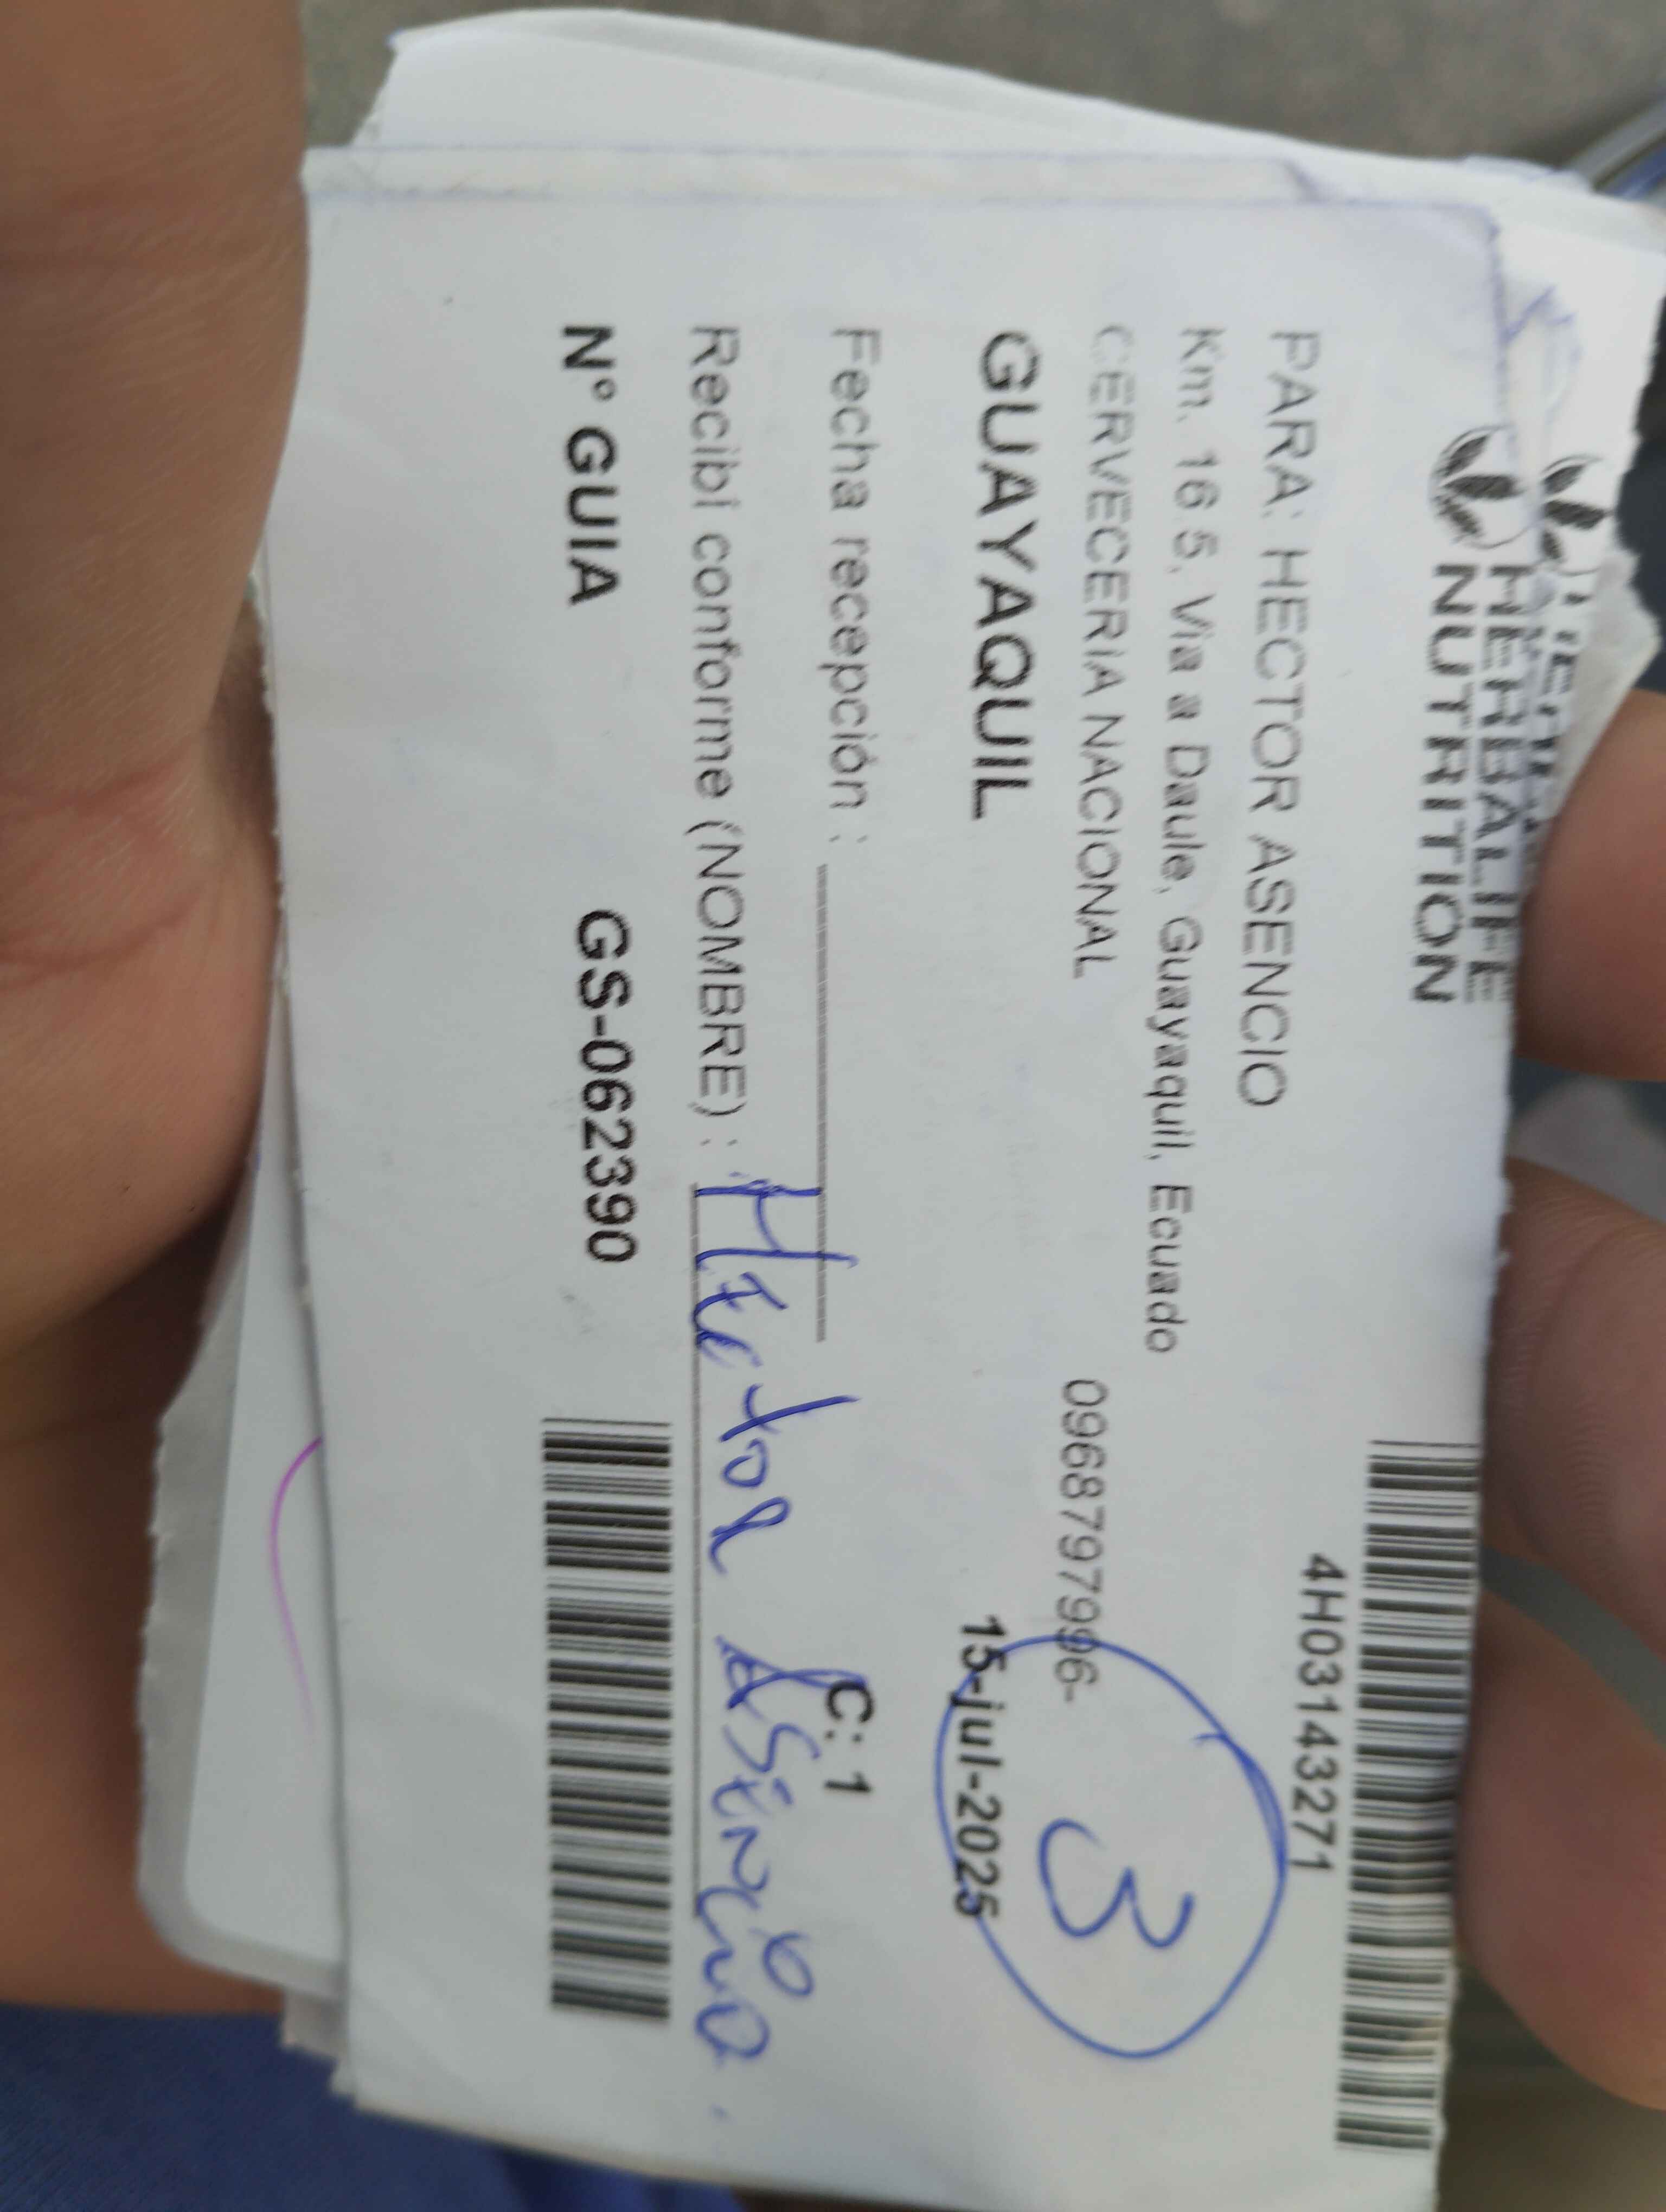 HERBALIFE
NUTRITION
4H03143271
PARA: HECTOR ASENCIO
Km. 16 5, Via a Daule, Guayaquil, Ecuado
CERVECERIA NACIONAL
0968797996-
3
GUAYAQUIL
15-jul-2025
Fecha recepción :
C: 1
Recibí conforme (NOMBRE) : Hector Asencio
N° GUIA GS-062390